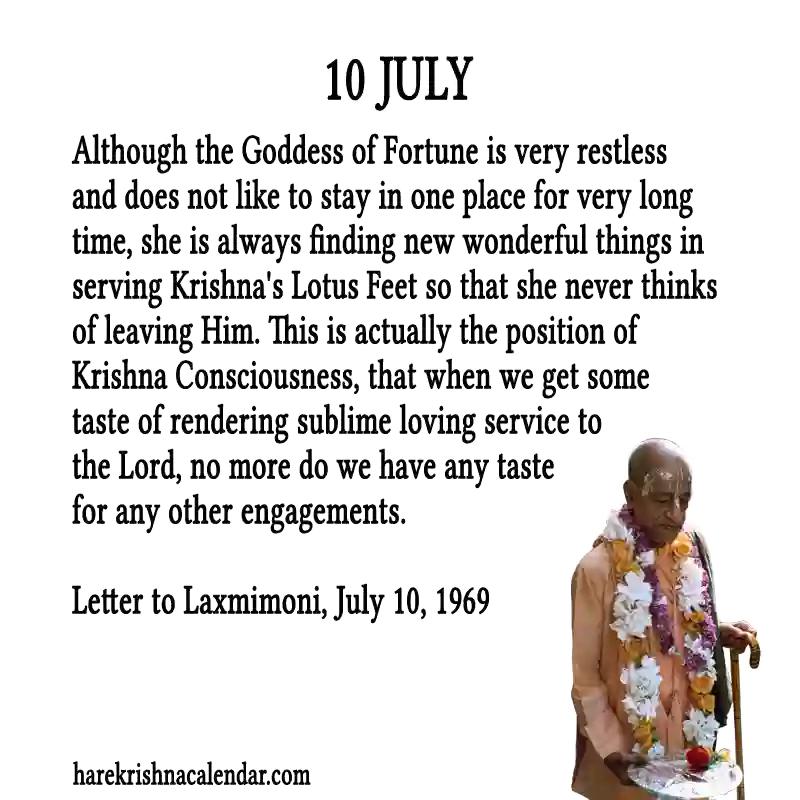 10 JULY
Although the Goddess of Fortune is very restless
and does not like to stay in one place for very long
time, she is always finding new wonderful things in
serving Krishna's Lotus Feet so that she never thinks
of leaving Him. This is actually the position of
Krishna Consciousness, that when we get some
taste of rendering sublime loving service to
the Lord, no more do we have any taste
for any other engagements.
Letter to Laxmimoni, July 10, 1969
harekrishnacalendar.com